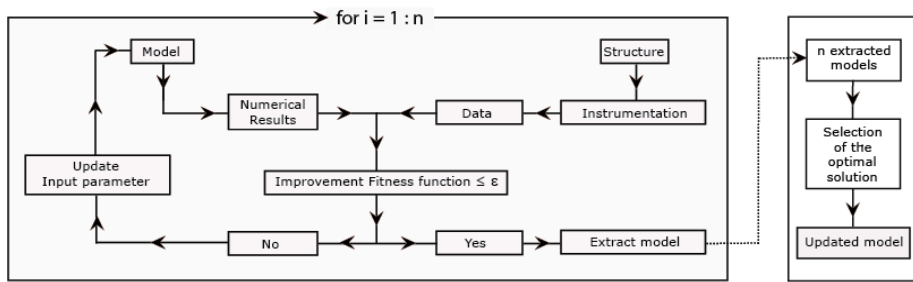 for i = 1 : n
Model
Structure
n extracted
models
Numerical
Results
Data
Instrumentation
Update
Input parameter
Improvement Fitness function ≤ ε
Selection
of the
optimal
solution
No
Yes
Extract model
Updated model